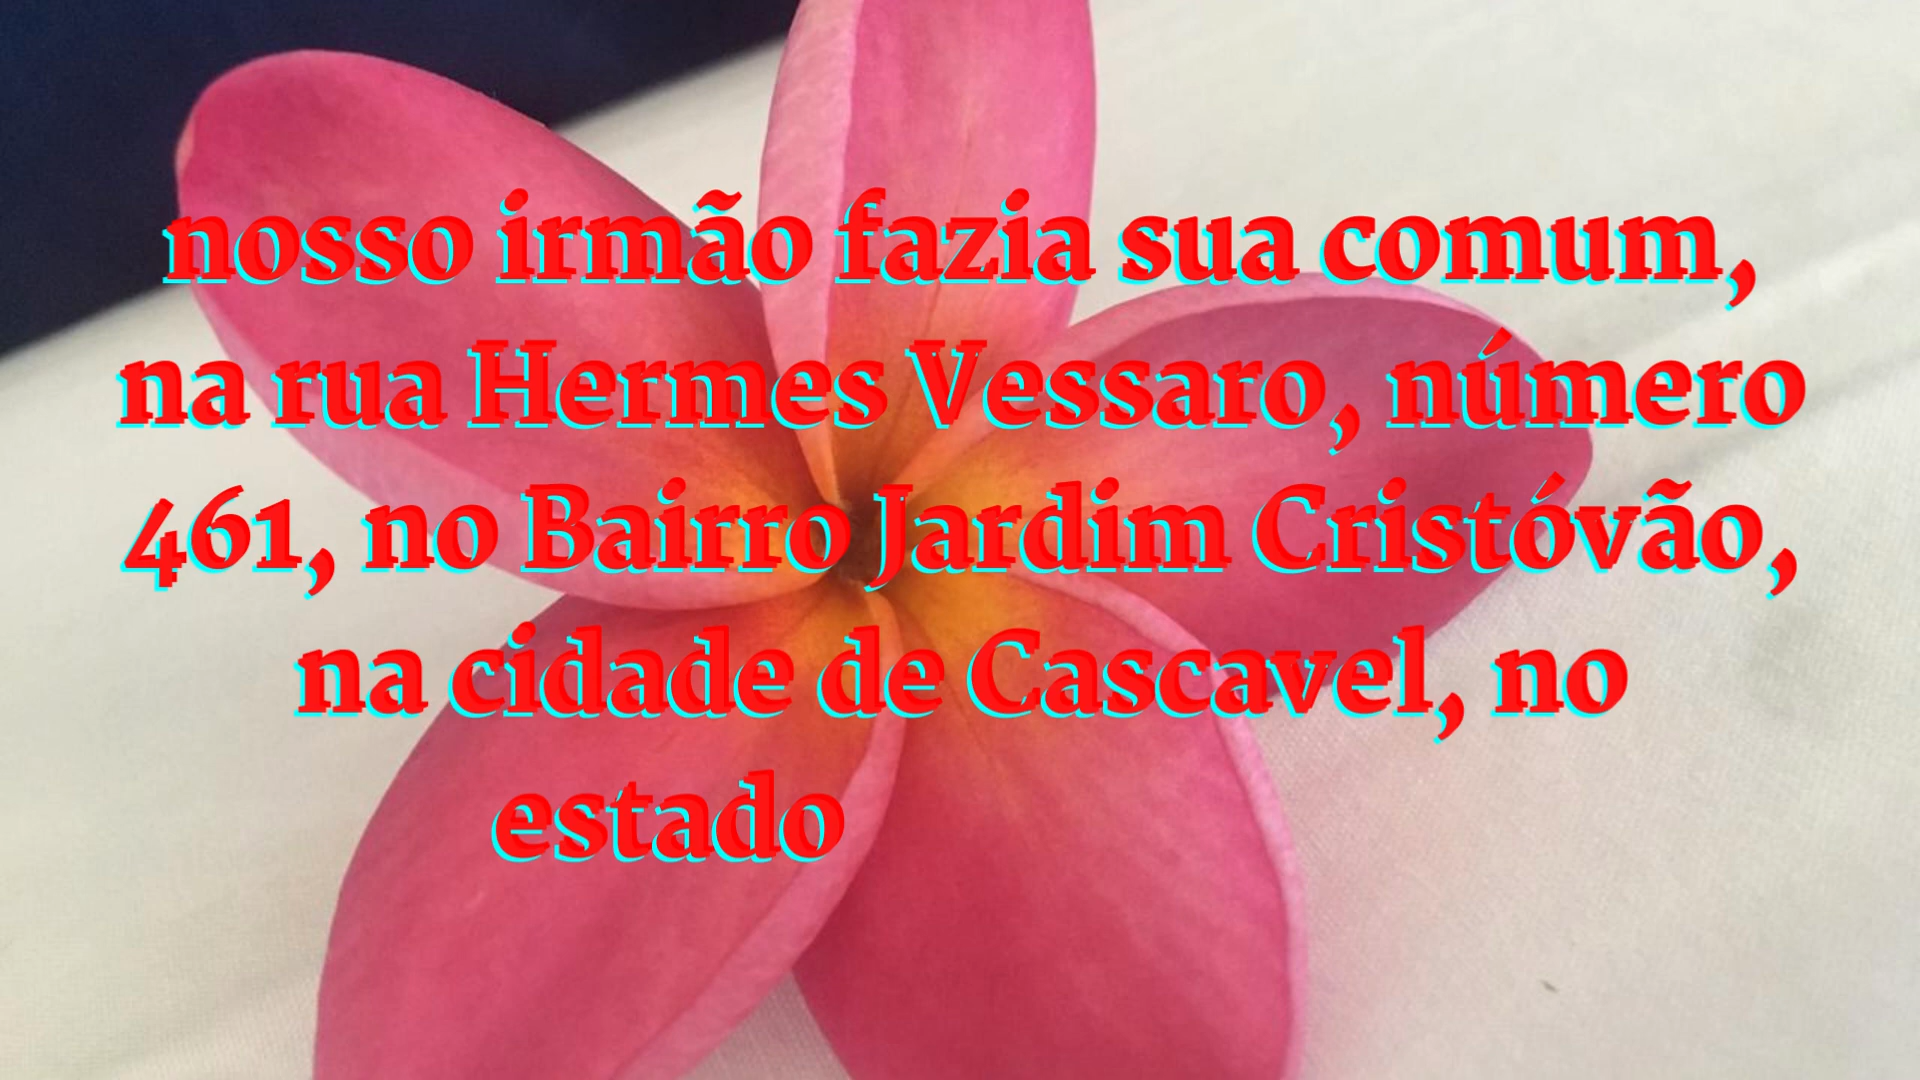 nosso irmão fazia sua comum,
na rua Hermes Vessaro, número
461, no Bairro Jardim Cristóvão,
na cidade de Cascavel, no
estado